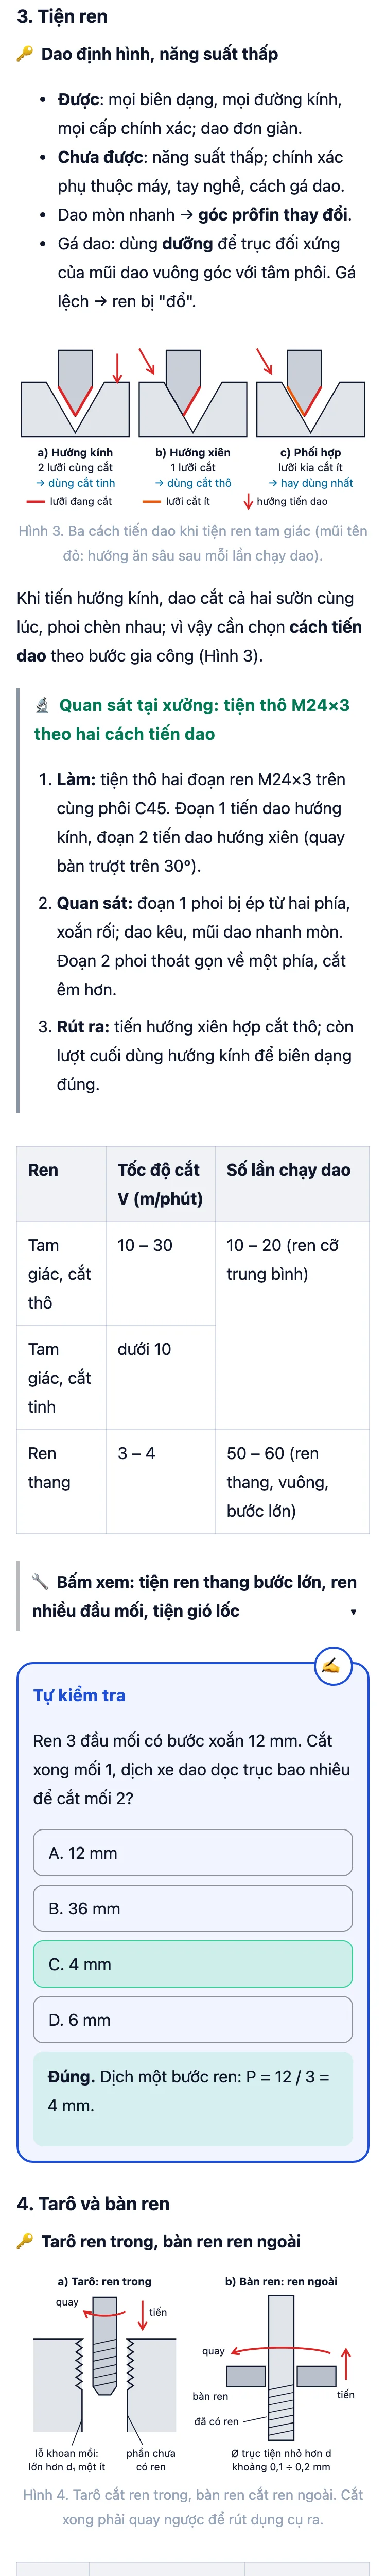 3. Tiện ren
🔑 Dao định hình, năng suất thấp
• Được: mọi biên dạng, mọi đường kính,
mọi cấp chính xác; dao đơn giản.
• Chưa được: năng suất thấp; chính xác
phụ thuộc máy, tay nghề, cách gá dao.
• Dao mòn nhanh → góc prôfin thay đổi.
• Gá dao: dùng dưỡng để trục đối xứng
của mũi dao vuông góc với tâm phôi. Gá
lệch → ren bị "đổ".
a) Hướng kính
2 lưỡi cùng cắt
→ dùng cắt tinh
b) Hướng xiên
1 lưỡi cắt
→ dùng cắt thô
c) Phối hợp
lưỡi kia cắt ít
→ hay dùng nhất
lưỡi đang cắt
lưỡi cắt ít
hướng tiến dao
Hình 3. Ba cách tiến dao khi tiện ren tam giác (mũi tên
đỏ: hướng ăn sâu sau mỗi lần chạy dao).
Khi tiến hướng kính, dao cắt cả hai sườn cùng
lúc, phoi chèn nhau; vì vậy cần chọn cách tiến
dao theo bước gia công (Hình 3).
🔬 Quan sát tại xưởng: tiện thô M24×3
theo hai cách tiến dao
1. Làm: tiện thô hai đoạn ren M24×3 trên
cùng phôi C45. Đoạn 1 tiến dao hướng
kính, đoạn 2 tiến dao hướng xiên (quay
bàn trượt trên 30°).
2. Quan sát: đoạn 1 phoi bị ép từ hai phía,
xoắn rối; dao kêu, mũi dao nhanh mòn.
Đoạn 2 phoi thoát gọn về một phía, cắt
êm hơn.
3. Rút ra: tiến hướng xiên hợp cắt thô; còn
lượt cuối dùng hướng kính để biên dạng
đúng.
Ren
Tốc độ cắt
V (m/phút)
Số lần chạy dao
Tam
giác, cắt
thô
10 – 30
10 – 20 (ren cỡ
trung bình)
Tam
giác, cắt
tinh
dưới 10
Ren
thang
3 – 4
50 – 60 (ren
thang, vuông,
bước lớn)
🔧 Bấm xem: tiện ren thang bước lớn, ren
nhiều đầu mối, tiện gió lốc ▼
✍️
Tự kiểm tra
Ren 3 đầu mối có bước xoắn 12 mm. Cắt
xong mối 1, dịch xe dao dọc trục bao nhiêu
để cắt mối 2?
A. 12 mm
B. 36 mm
C. 4 mm
D. 6 mm
Đúng. Dịch một bước ren: P = 12 / 3 =
4 mm.
4. Tarô và bàn ren
🔑 Tarô ren trong, bàn ren ren ngoài
a) Tarô: ren trong
quay
tiến
lỗ khoan mồi:
lớn hơn d₁ một ít
phần chưa
có ren
b) Bàn ren: ren ngoài
quay
bàn ren
tiến
đã có ren
Ø trục tiện nhỏ hơn d
khoảng 0,1 ÷ 0,2 mm
Hình 4. Tarô cắt ren trong, bàn ren cắt ren ngoài. Cắt
xong phải quay ngược để rút dụng cụ ra.